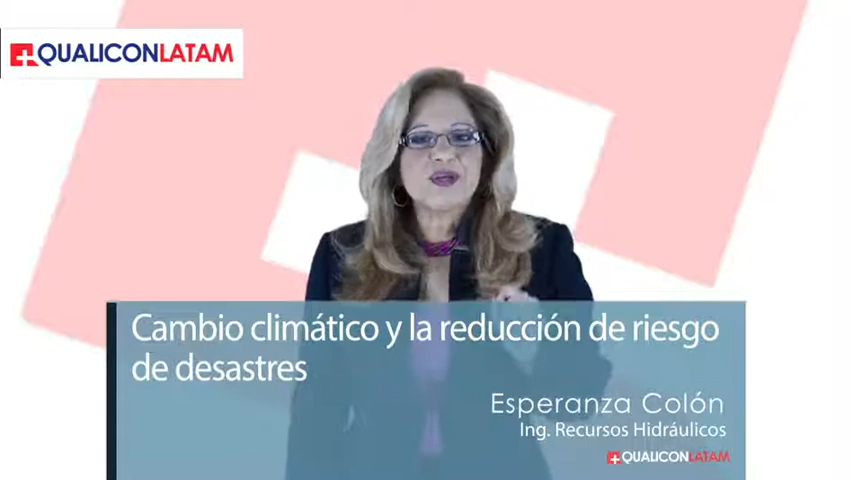 QUALICONLATAM
Cambio climático y la reducción de riesgo
de desastres
Esperanza Colón
Ing. Recursos Hidráulicos
QUALICONLATAM